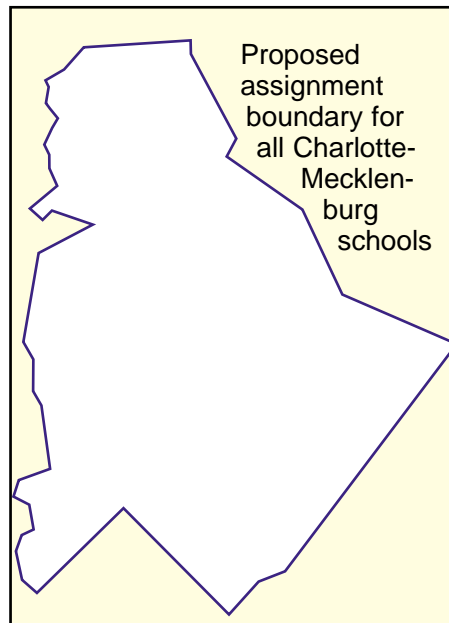 Proposed
assignment
boundary for
all Charlotte-
Mecklen-
burg
schools